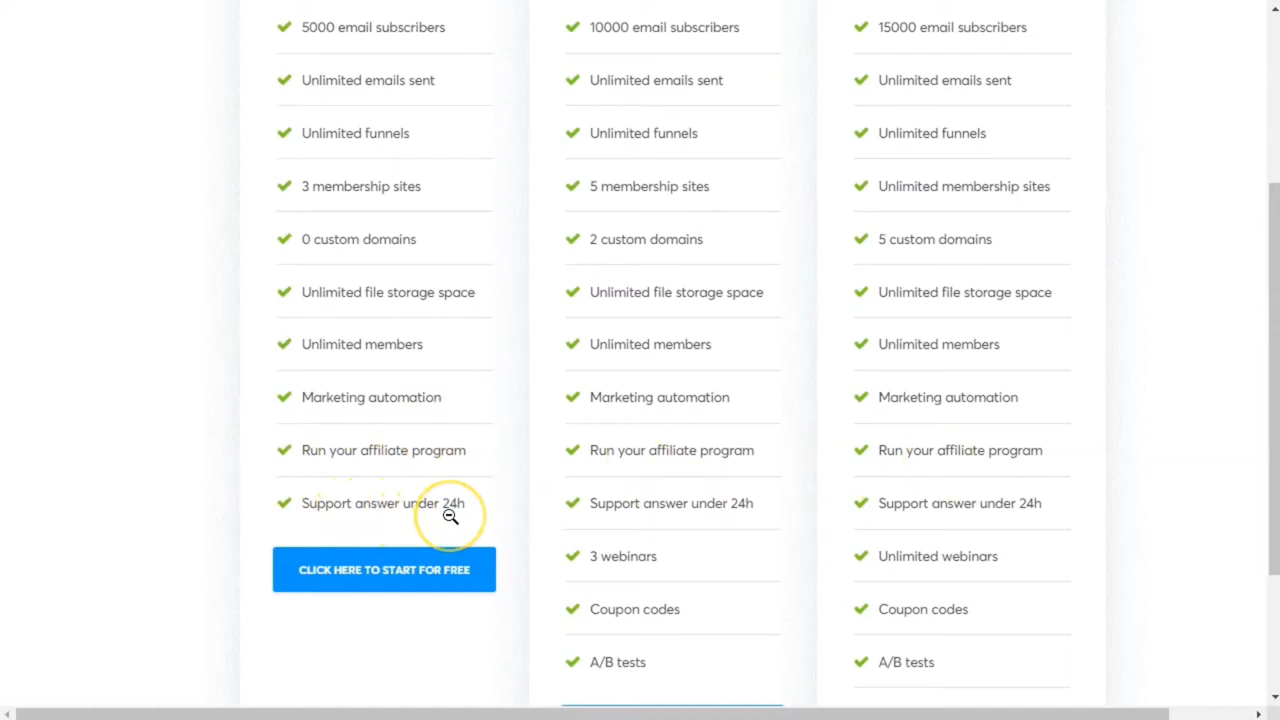 5000 email subscribers
Unlimited emails sent
Unlimited funnels
3 membership sites
0 custom domains
Unlimited file storage space
Unlimited members
Marketing automation
Run your affiliate program
Support answer under 24h
CLICK HERE TO START FOR FREE
10000 email subscribers
Unlimited emails sent
Unlimited funnels
5 membership sites
2 custom domains
Unlimited file storage space
Unlimited members
Marketing automation
Run your affiliate program
Support answer under 24h
3 webinars
Coupon codes
A/B tests
15000 email subscribers
Unlimited emails sent
Unlimited funnels
Unlimited membership sites
5 custom domains
Unlimited file storage space
Unlimited members
Marketing automation
Run your affiliate program
Support answer under 24h
Unlimited webinars
Coupon codes
A/B tests